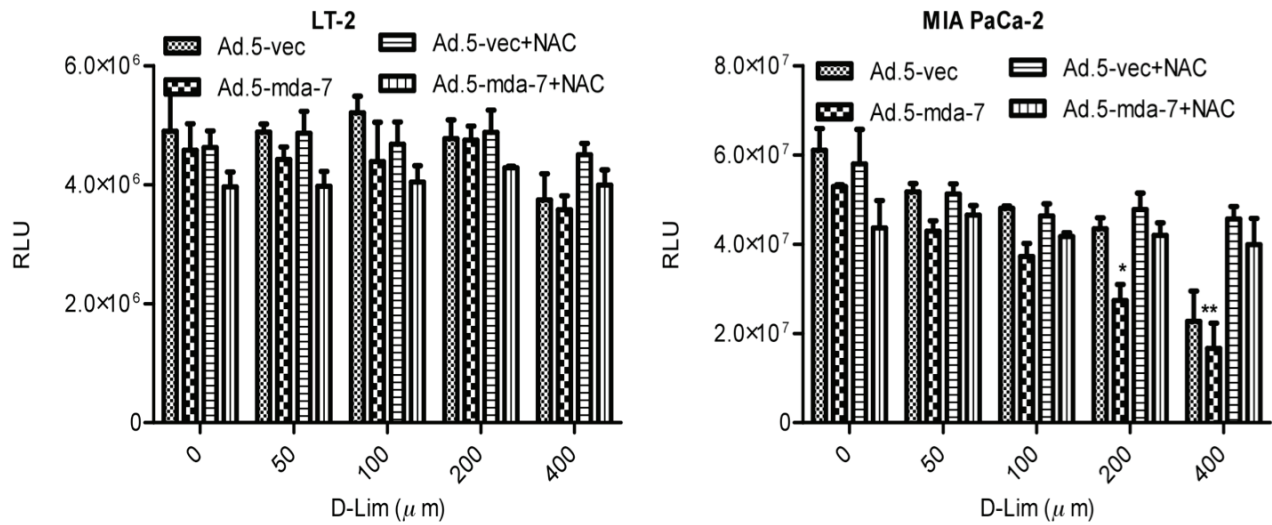 LT-2
Ad.5-vec
Ad.5-vec+NAC
Ad.5-mda-7
Ad.5-mda-7+NAC
6.0×10⁶
4.0×10⁶
2.0×10⁶
0
RLU
0
50
100
200
400
D-Lim (μ m)
MIA PaCa-2
Ad.5-vec
Ad.5-vec+NAC
Ad.5-mda-7
Ad.5-mda-7+NAC
8.0×10⁷
6.0×10⁷
4.0×10⁷
2.0×10⁷
0
RLU
*
**
0
50
100
200
400
D-Lim (μ m)